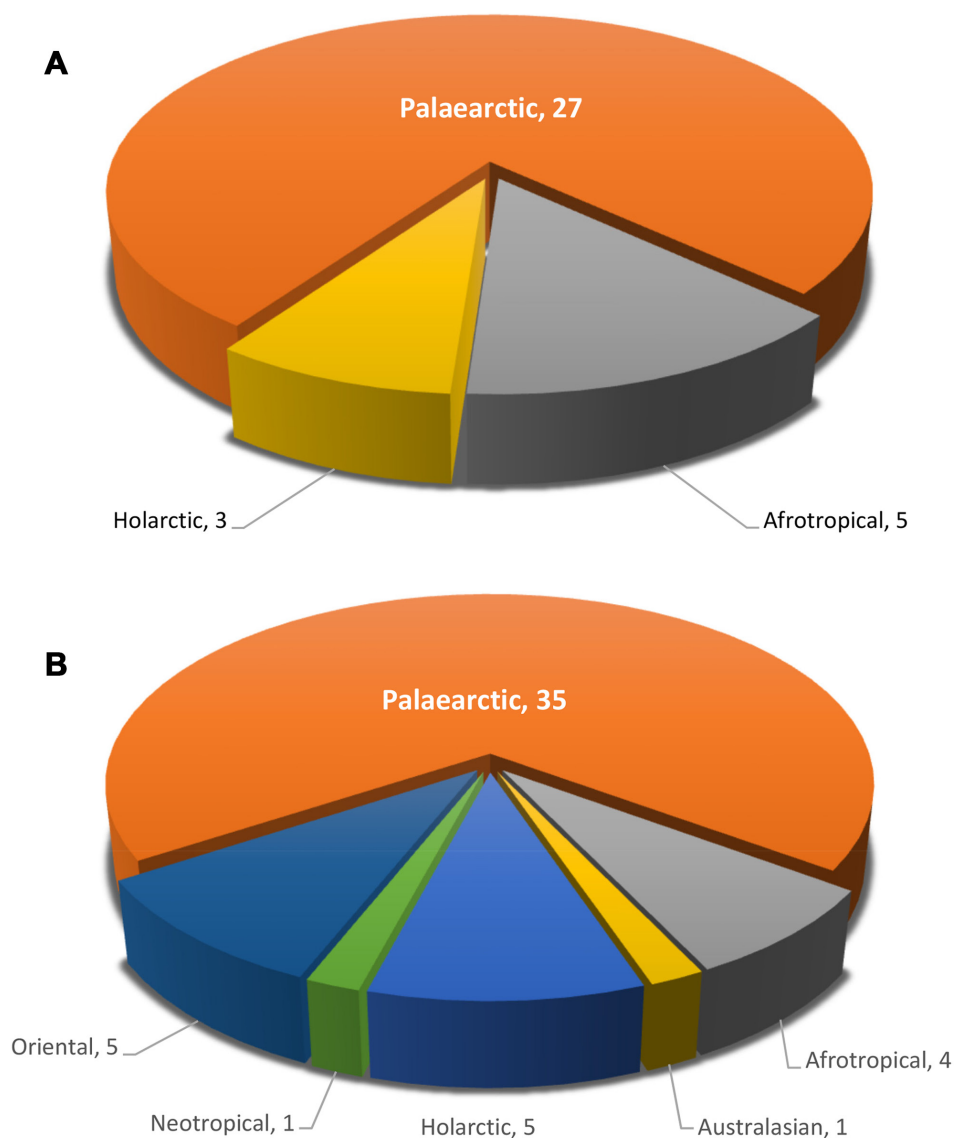 A
Palaearctic, 27
Holarctic, 3
Afrotropical, 5
B
Palaearctic, 35
Oriental, 5
Afrotropical, 4
Neotropical, 1
Holarctic, 5
Australasian, 1